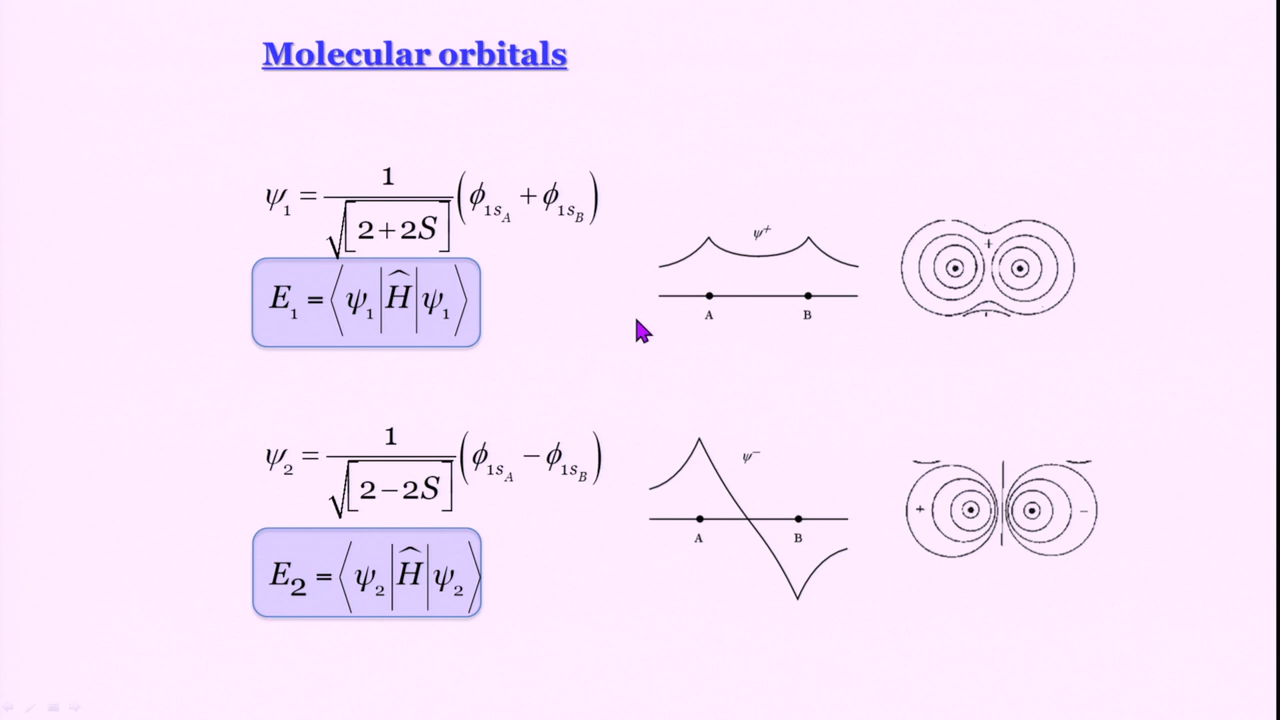 Molecular orbitals
ψ₁ = 1/√[2+2S] (ϕ₁s_A + ϕ₁s_B)
E₁ = ⟨ψ₁|Ĥ|ψ₁⟩
ψ⁺
+
A B
ψ₂ = 1/√[2−2S] (ϕ₁s_A − ϕ₁s_B)
E₂ = ⟨ψ₂|Ĥ|ψ₂⟩
ψ⁻
+ −
A B